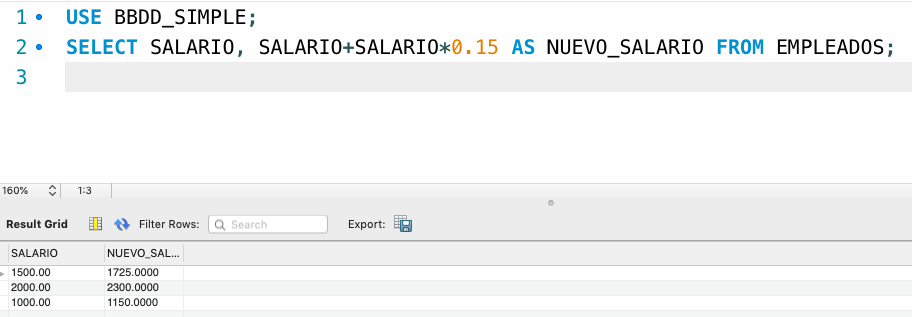 1 USE BBDD_SIMPLE;
2 SELECT SALARIO, SALARIO+SALARIO*0.15 AS NUEVO_SALARIO FROM EMPLEADOS;
3
160% 1:3
Result Grid Filter Rows: Search Export:
SALARIO NUEVO_SAL...
1500.00 1725.0000
2000.00 2300.0000
1000.00 1150.0000